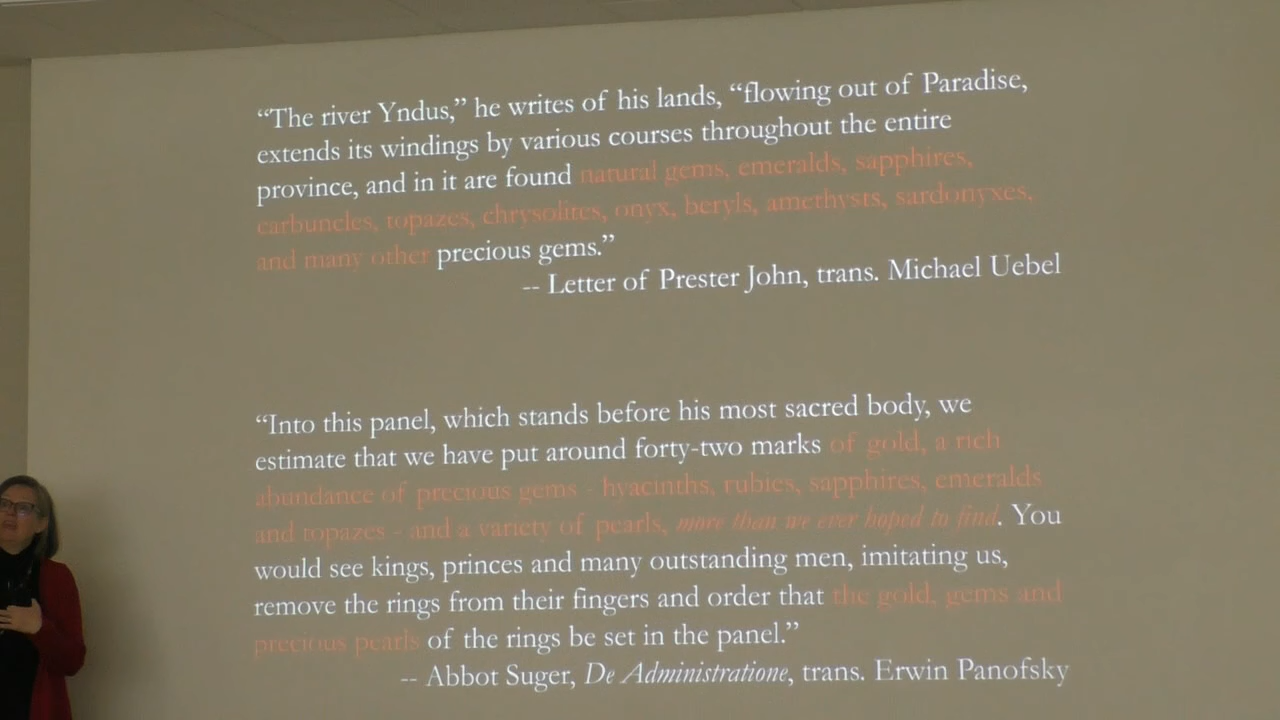 “The river Yndus,” he writes of his lands, “flowing out of Paradise,
extends its windings by various courses throughout the entire
province, and in it are found natural gems, emeralds, sapphires,
carbuncles, topazes, chrysolites, onyx, beryls, amethysts, sardonyxes,
and many other precious gems.”
-- Letter of Prester John, trans. Michael Uebel
“Into this panel, which stands before his most sacred body, we
estimate that we have put around forty-two marks of gold, a rich
abundance of precious gems - hyacinths, rubies, sapphires, emeralds
and topazes - and a variety of pearls, more than we ever hoped to find. You
would see kings, princes and many outstanding men, imitating us,
remove the rings from their fingers and order that the gold, gems and
precious pearls of the rings be set in the panel.”
-- Abbot Suger, De Administratione, trans. Erwin Panofsky